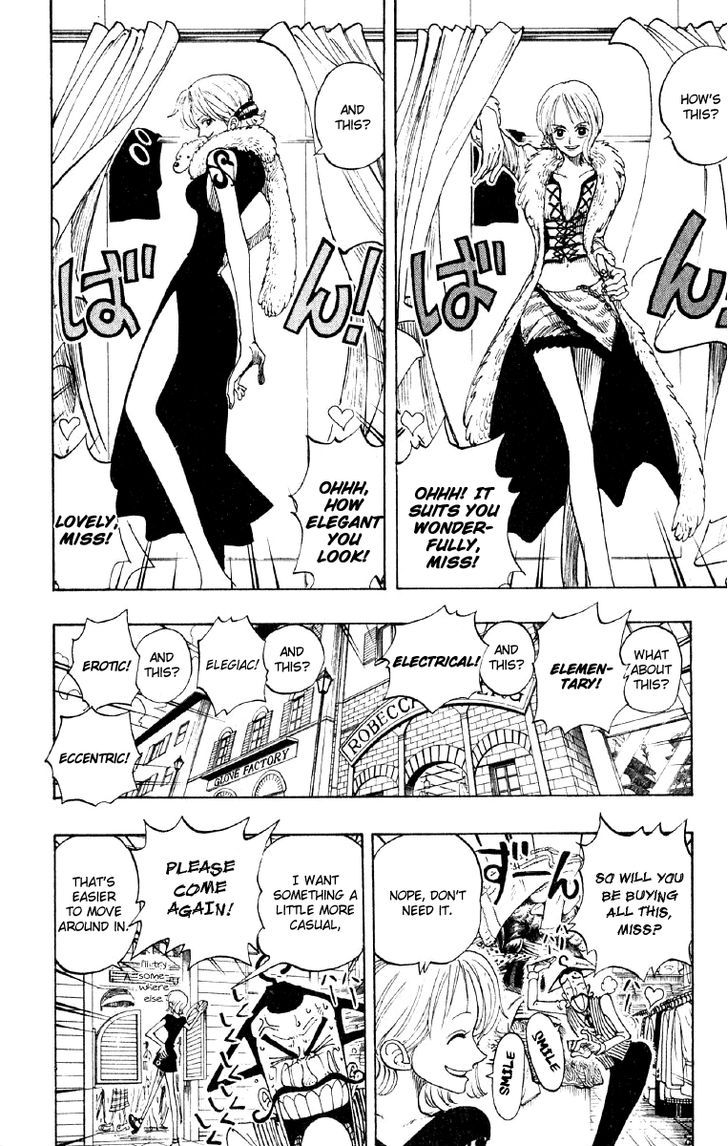 HOW'S
THIS?
ばん!
OHHH! IT
SUITS YOU
WONDER-
FULLY,
MISS!
AND
THIS?
ばん!
OHHH,
HOW
ELEGANT
YOU
LOOK!
LOVELY,
MISS!
WHAT
ABOUT
THIS?
ELEMEN-
TARY!
AND
THIS?
ELECTRICAL!
AND
THIS?
ELEGIAC!
AND
THIS?
EROTIC!
ECCENTRIC!
ROBECCA
GLOVE FACTORY
SO WILL YOU
BE BUYING
ALL THIS,
MISS?
ずーん
NOPE, DON'T
NEED IT.
SMILE
SMILE
I WANT
SOMETHING A
LITTLE MORE
CASUAL,
PLEASE
COME
AGAIN!
THAT'S
EASIER
TO MOVE
AROUND IN.
I'll try
some-
where
else.